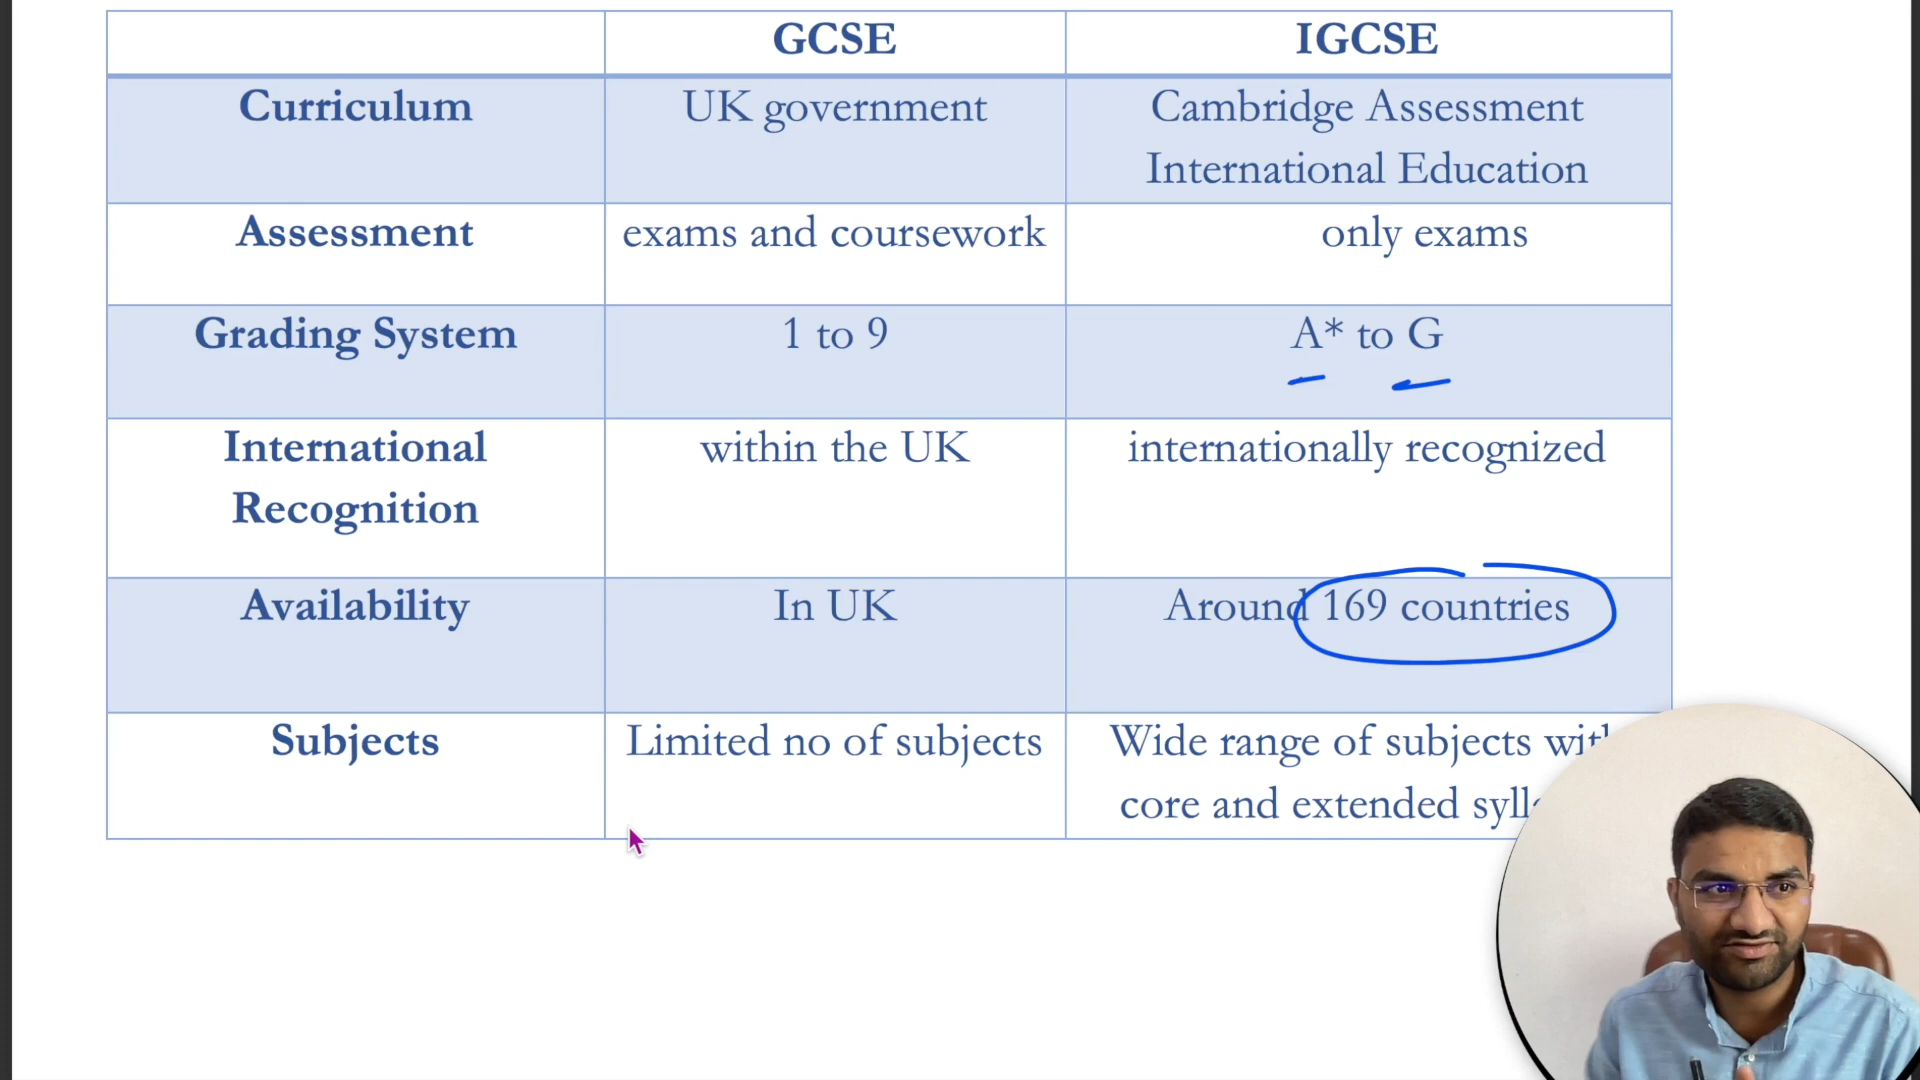 GCSE IGCSE
Curriculum UK government Cambridge Assessment
International Education
Assessment exams and coursework only exams
Grading System 1 to 9 A* to G
International within the UK internationally recognized
Recognition
Availability In UK Around 169 countries
Subjects Limited no of subjects Wide range of subjects
core and extended